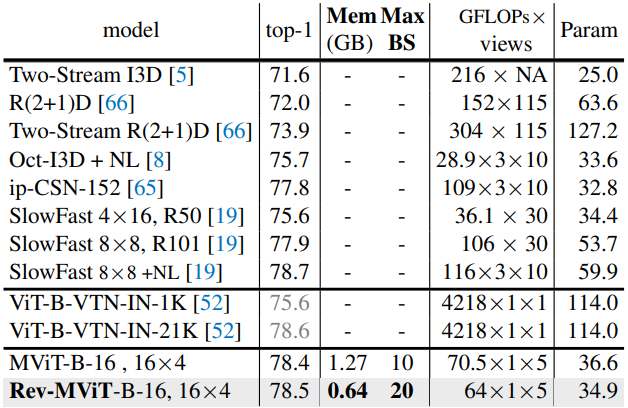 model top-1 Mem Max GFLOPs× Param
(GB) BS views
Two-Stream I3D [5] 71.6 - - 216 × NA 25.0
R(2+1)D [66] 72.0 - - 152×115 63.6
Two-Stream R(2+1)D [66] 73.9 - - 304 × 115 127.2
Oct-I3D + NL [8] 75.7 - - 28.9×3×10 33.6
ip-CSN-152 [65] 77.8 - - 109×3×10 32.8
SlowFast 4×16, R50 [19] 75.6 - - 36.1 × 30 34.4
SlowFast 8×8, R101 [19] 77.9 - - 106 × 30 53.7
SlowFast 8×8 +NL [19] 78.7 - - 116×3×10 59.9
ViT-B-VTN-IN-1K [52] 75.6 - - 4218×1×1 114.0
ViT-B-VTN-IN-21K [52] 78.6 - - 4218×1×1 114.0
MViT-B-16 , 16×4 78.4 1.27 10 70.5×1×5 36.6
Rev-MViT-B-16, 16×4 78.5 0.64 20 64×1×5 34.9